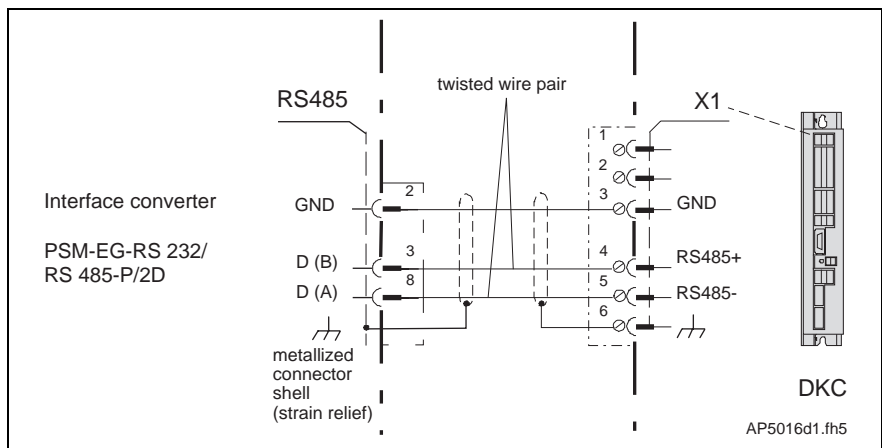 twisted wire pair
RS485
X1
1
2
Interface converter
GND
2
3
GND
PSM-EG-RS 232/
RS 485-P/2D
D (B)
3
4
RS485+
D (A)
8
5
RS485-
6
metallized
connector
shell
(strain relief)
DKC
AP5016d1.fh5